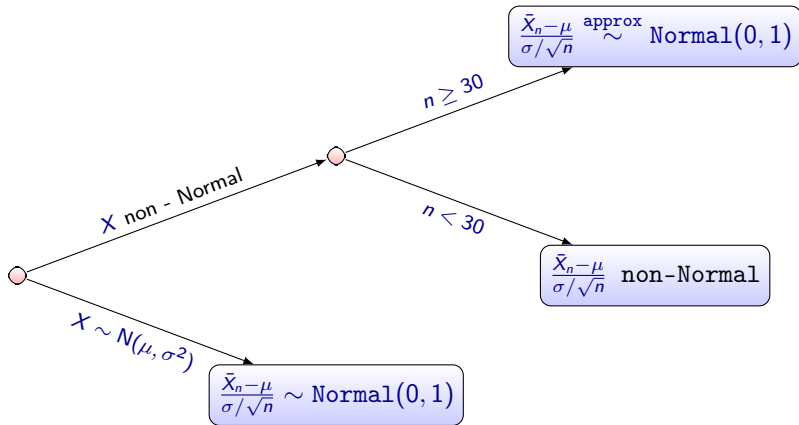 X̄ₙ−μ / σ/√n approx ∼ Normal(0, 1)
n ≥ 30
X non - Normal
n < 30
X̄ₙ−μ / σ/√n non-Normal
X ∼ N(μ, σ²)
X̄ₙ−μ / σ/√n ∼ Normal(0, 1)